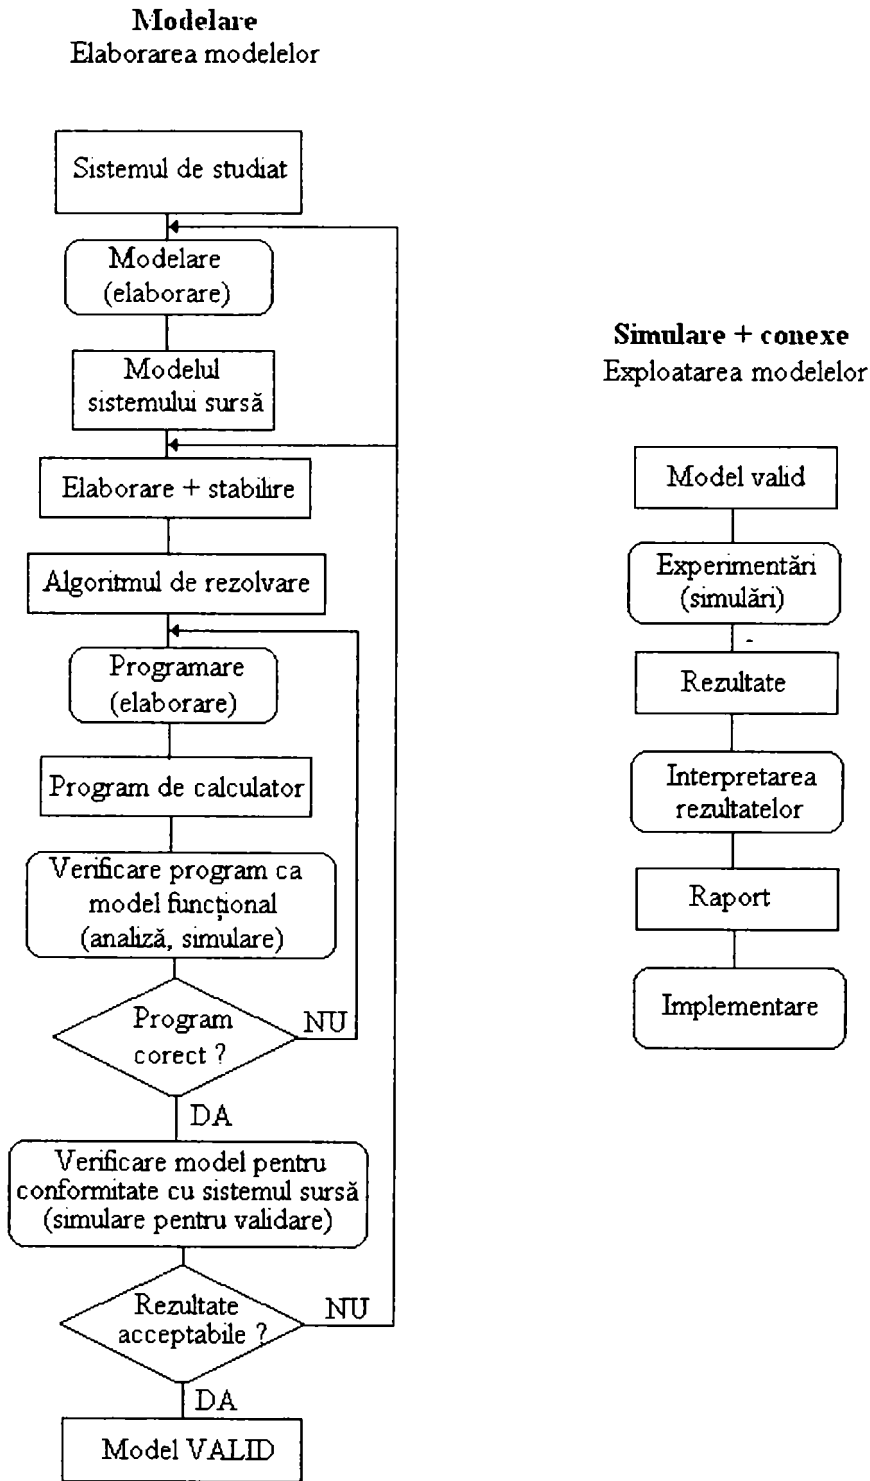 Modelare
Elaborarea modelelor
Sistemul de studiat
Modelare
(elaborare)
Modelul
sistemului sursă
Elaborare + stabilire
Algoritmul de rezolvare
Programare
(elaborare)
Program de calculator
Verificare program ca
model funcțional
(analiză, simulare)
Program
corect ?
NU
DA
Verificare model pentru
conformitate cu sistemul sursă
(simulare pentru validare)
Rezultate
acceptabile ?
NU
DA
Model VALID
Simulare + conexe
Exploatarea modelelor
Model valid
Experimentări
(simulări)
Rezultate
Interpretarea
rezultatelor
Raport
Implementare